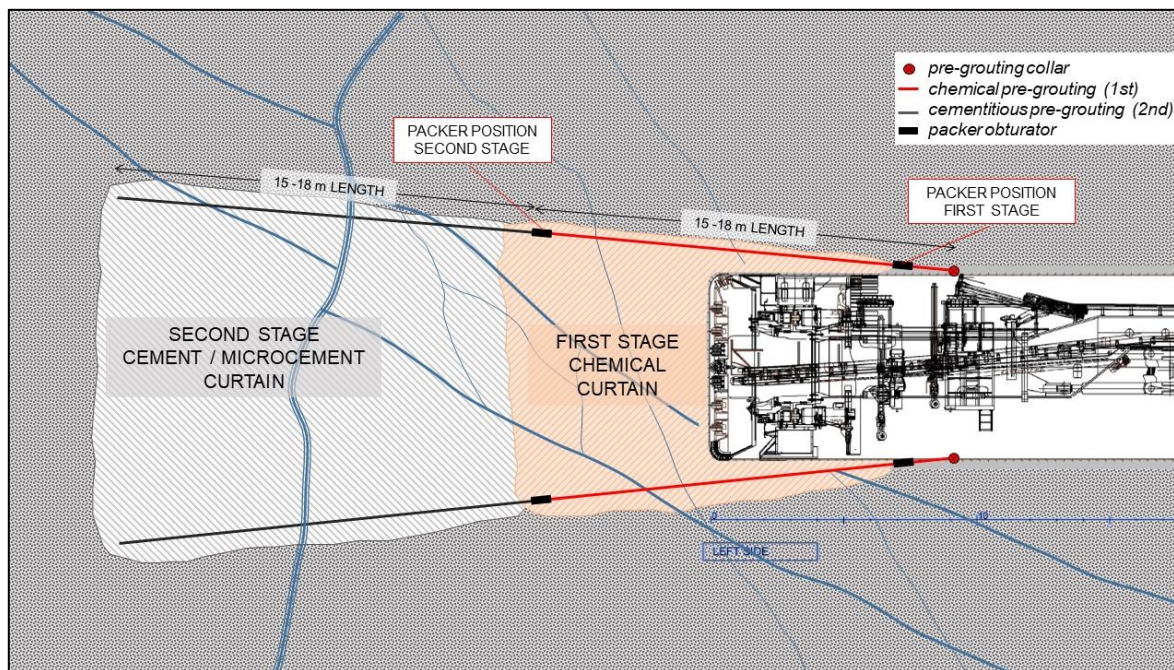 pre-grouting collar
chemical pre-grouting (1st)
cementitious pre-grouting (2nd)
packer obturator
PACKER POSITION
SECOND STAGE
PACKER POSITION
FIRST STAGE
15 -18 m LENGTH
15 -18 m LENGTH
SECOND STAGE
CEMENT / MICROCEMENT
CURTAIN
FIRST STAGE
CHEMICAL
CURTAIN
0
10
LEFT SIDE